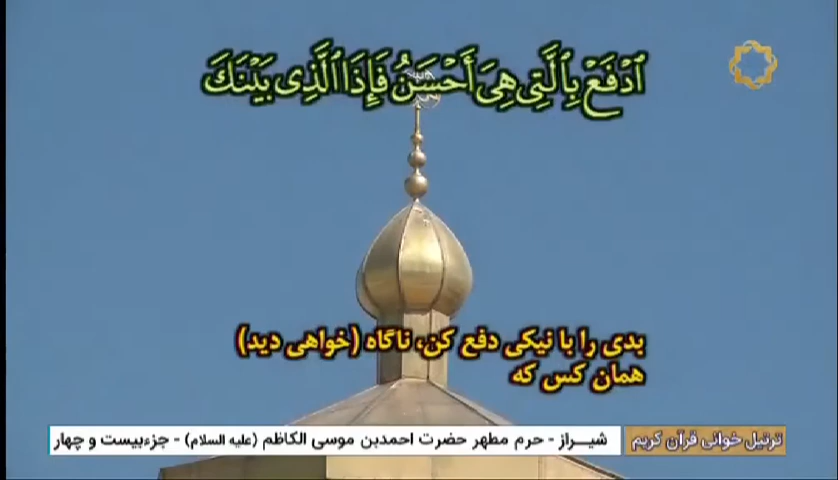 ٱدْفَعْ بِٱلَّتِى هِىَ أَحْسَنُ فَإِذَا ٱلَّذِى بَيْنَكَ
بدی را با نیکی دفع کن، ناگاه (خواهی دید)
همان کس که
ترتیل خوانی قرآن کریم
شیـــراز - حرم مطهر حضرت احمدبن موسی الکاظم (علیه السلام) - جزءبیست و چهار